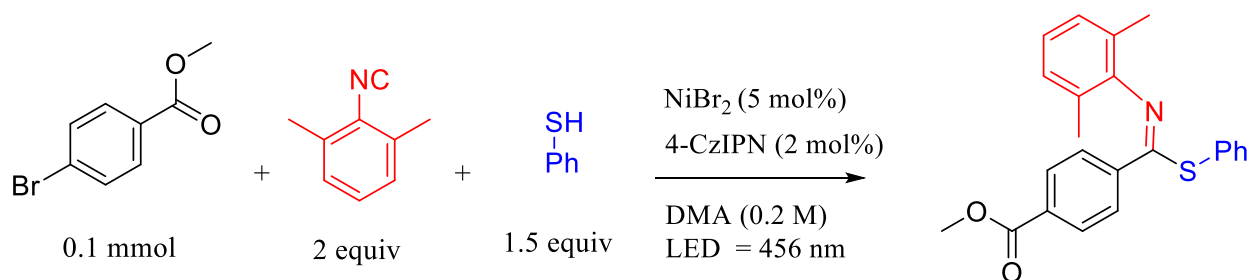 O
O
Br
+
0.1 mmol
NC
2 equiv
+
SH
Ph
1.5 equiv
NiBr2 (5 mol%)
4-CzIPN (2 mol%)
DMA (0.2 M)
LED = 456 nm
N
S
Ph
O
O